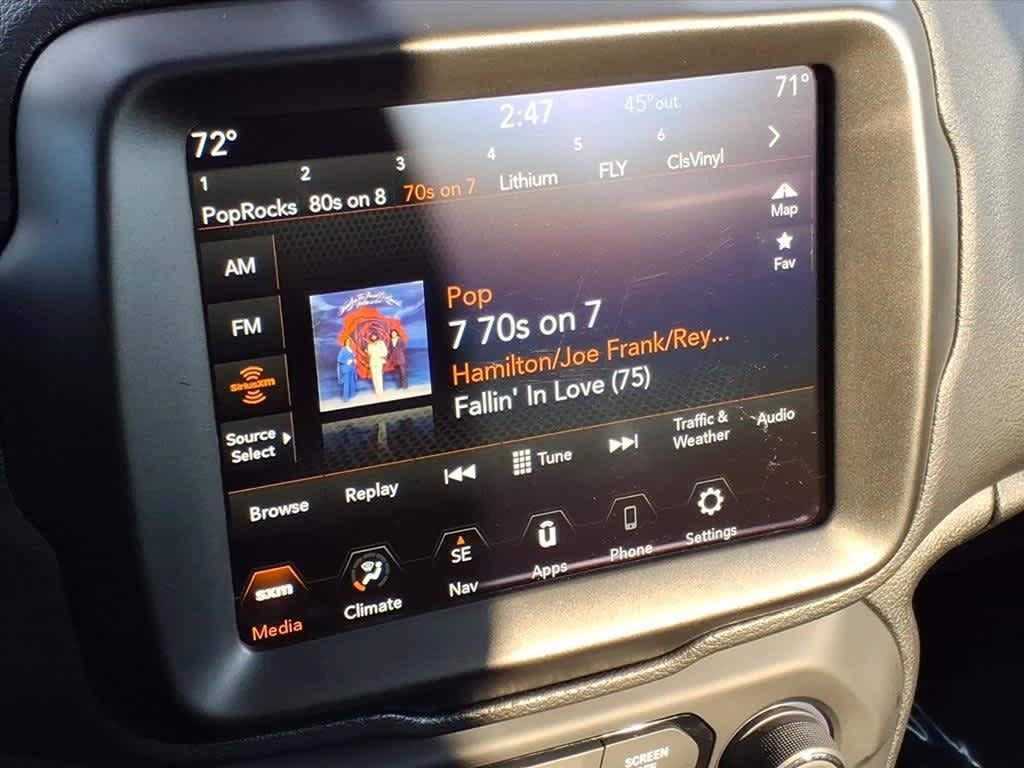 72°
2:47
45° out.
71°
1 2 3 4 5 6
PopRocks 80s on 8 70s on 7 Lithium FLY ClsVinyl
Map
Fav
AM
FM
SiriusXM
Source
Select
Pop
7 70s on 7
Hamilton/Joe Frank/Rey...
Fallin' In Love (75)
Browse
Replay
Tune
Traffic &
Weather
Audio
sxm
Media
Climate
SE
Nav
u
Apps
Phone
Settings
SCREEN